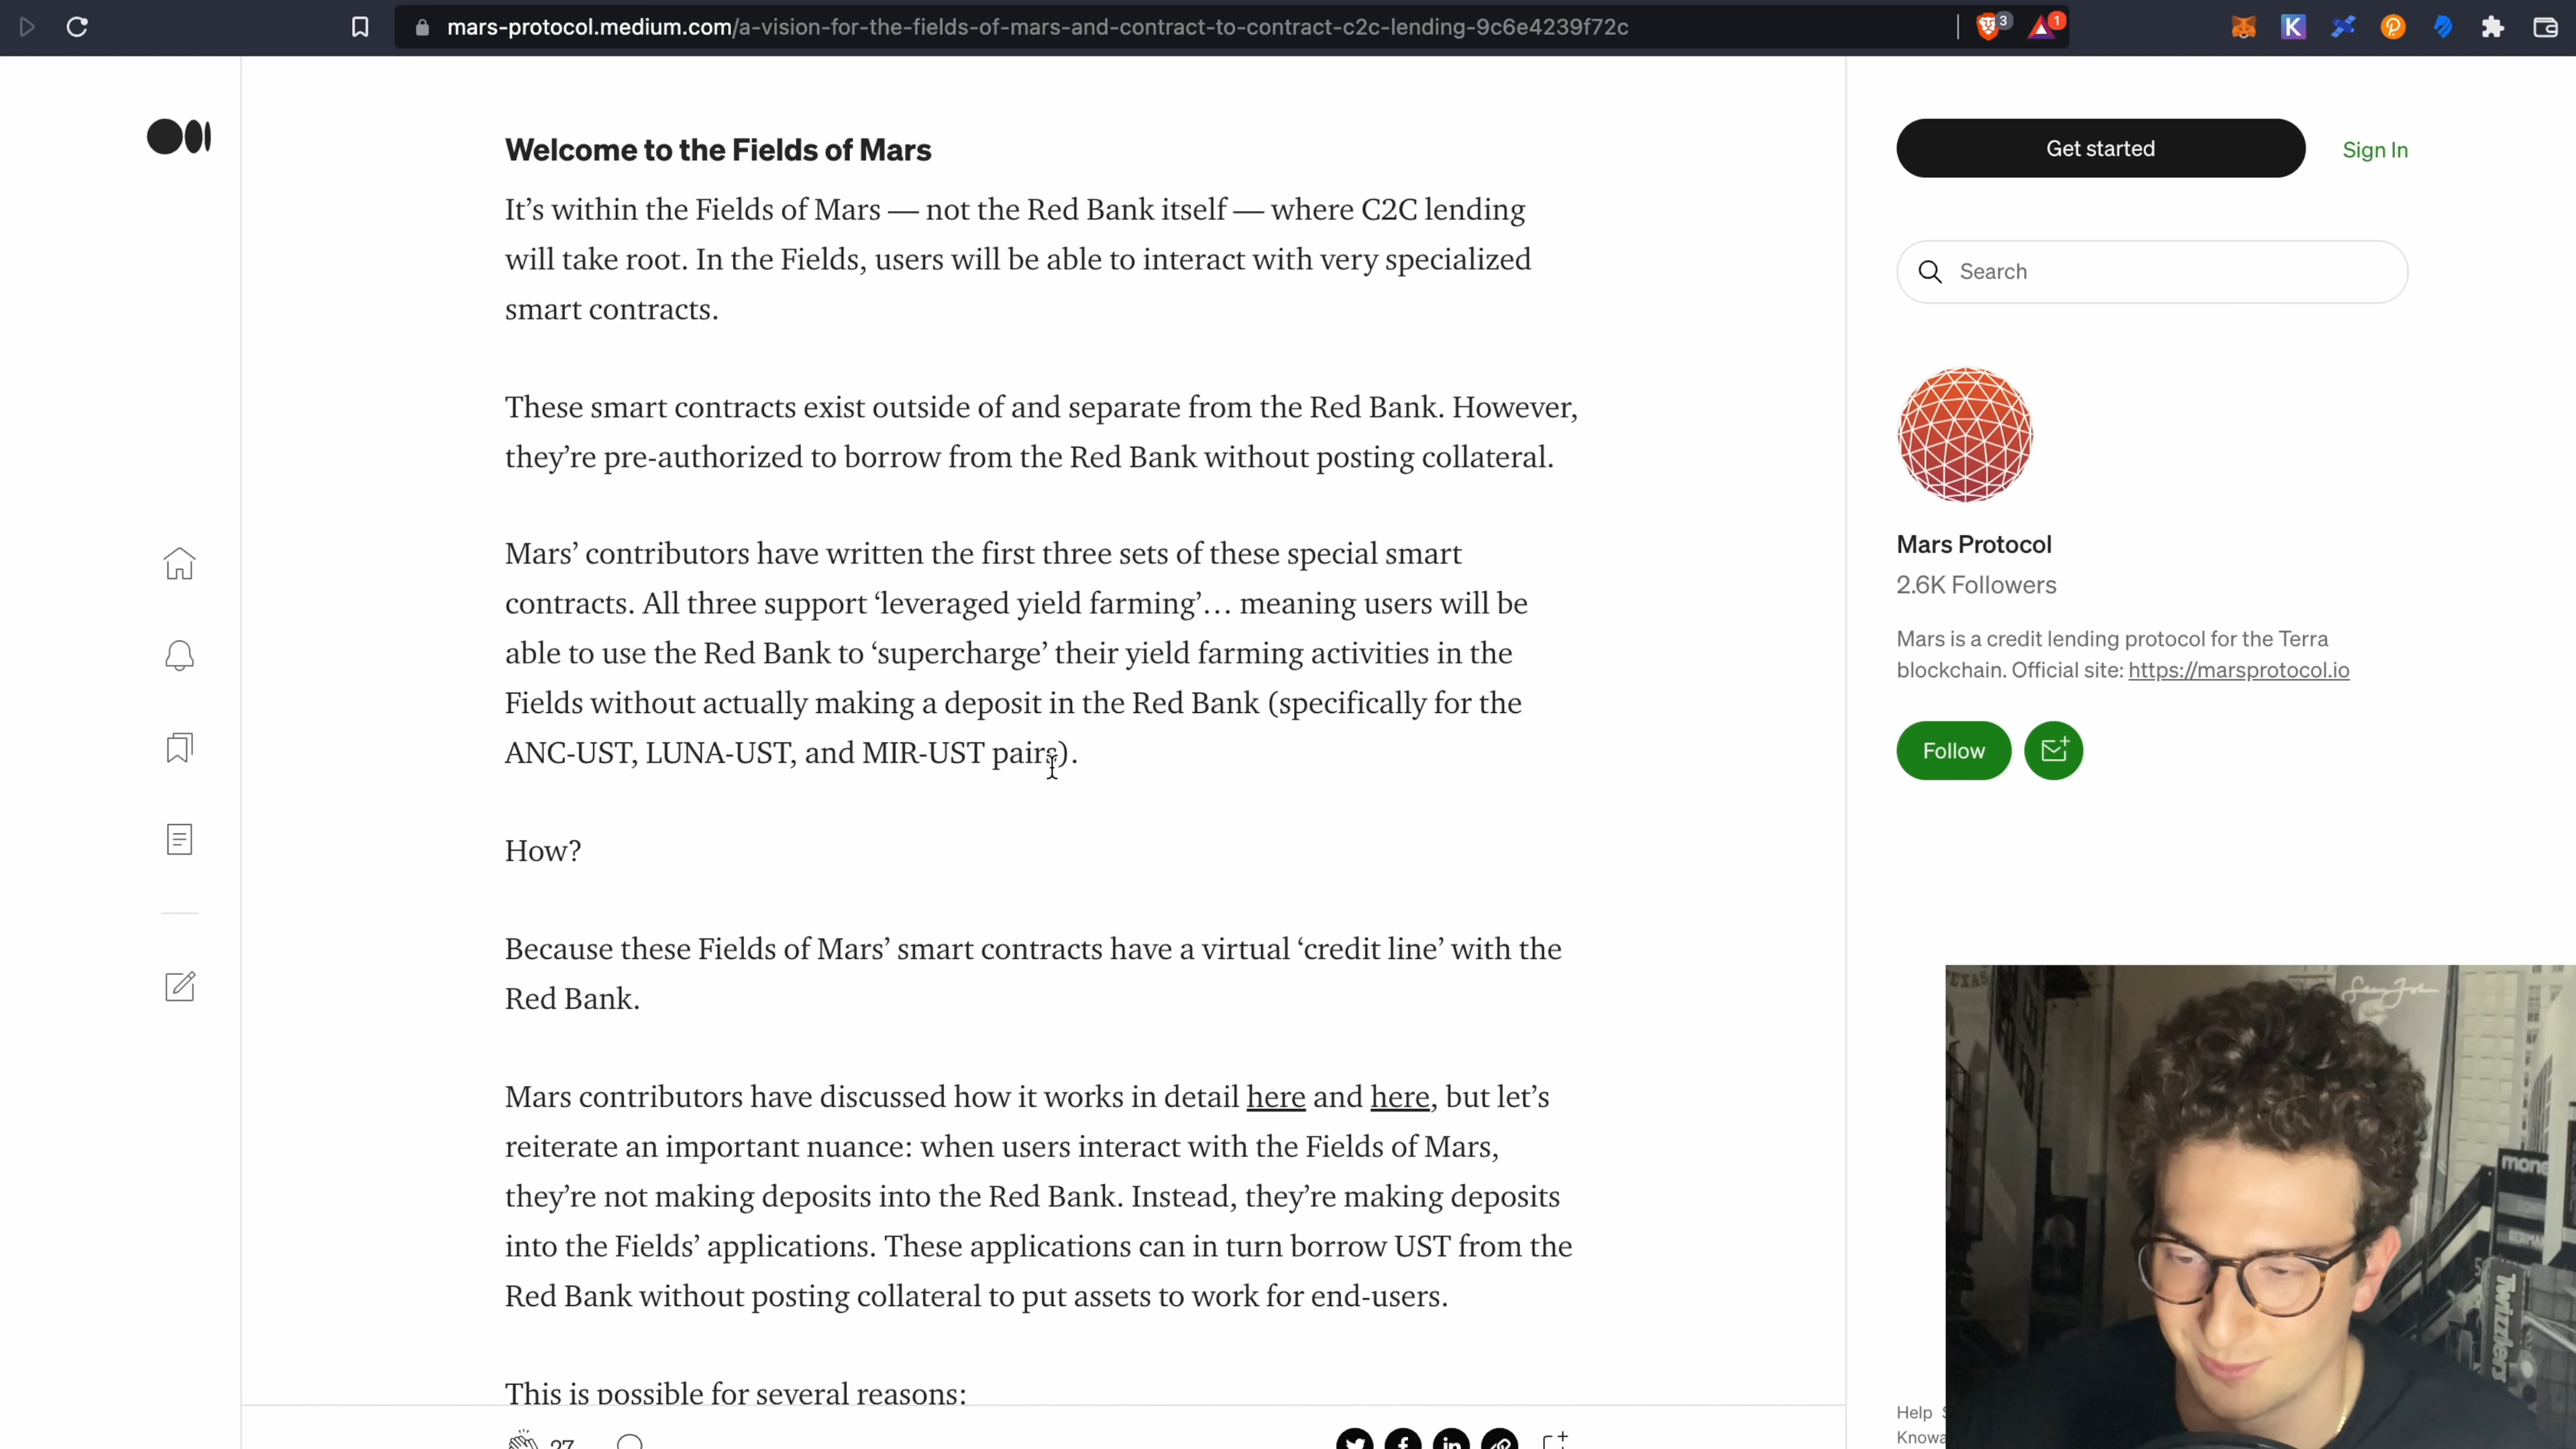 mars-protocol.medium.com/a-vision-for-the-fields-of-mars-and-contract-to-contract-c2c-lending-9c6e4239f72c
3
1
K
Welcome to the Fields of Mars
It’s within the Fields of Mars — not the Red Bank itself — where C2C lending
will take root. In the Fields, users will be able to interact with very specialized
smart contracts.
These smart contracts exist outside of and separate from the Red Bank. However,
they’re pre-authorized to borrow from the Red Bank without posting collateral.
Mars’ contributors have written the first three sets of these special smart
contracts. All three support ‘leveraged yield farming’… meaning users will be
able to use the Red Bank to ‘supercharge’ their yield farming activities in the
Fields without actually making a deposit in the Red Bank (specifically for the
ANC-UST, LUNA-UST, and MIR-UST pairs).
How?
Because these Fields of Mars’ smart contracts have a virtual ‘credit line’ with the
Red Bank.
Mars contributors have discussed how it works in detail here and here, but let’s
reiterate an important nuance: when users interact with the Fields of Mars,
they’re not making deposits into the Red Bank. Instead, they’re making deposits
into the Fields’ applications. These applications can in turn borrow UST from the
Red Bank without posting collateral to put assets to work for end-users.
This is possible for several reasons:
27
Get started
Sign In
Search
Mars Protocol
2.6K Followers
Mars is a credit lending protocol for the Terra
blockchain. Official site: https://marsprotocol.io
Follow
Help
Knowa
TEXAS
mono
Twizzlers